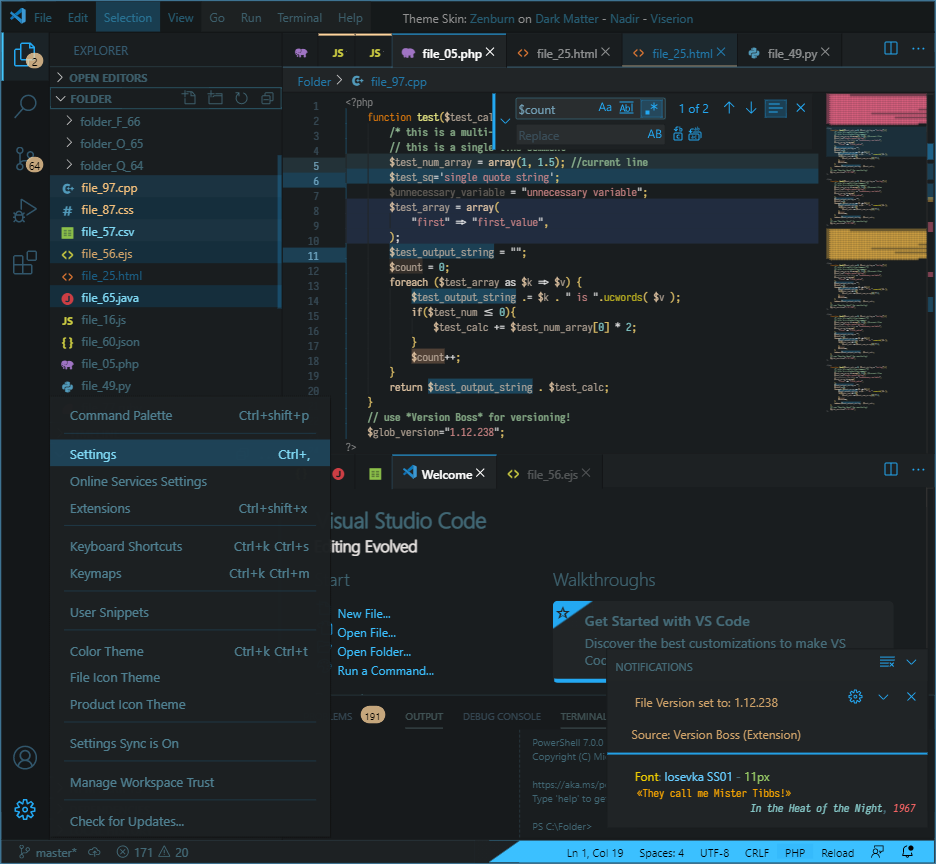 File Edit Selection View Go Run Terminal Help Theme Skin: Zenburn on Dark Matter - Nadir - Viserion
2
EXPLORER
JS JS file_05.php file_25.html file_25.html file_49.py
OPEN EDITORS
FOLDER
Folder > file_97.cpp
folder_F_66
folder_O_65
folder_Q_64
64
file_97.cpp
# file_87.css
file_57.csv
file_56.ejs
file_25.html
J file_65.java
JS file_16.js
file_60.json
file_05.php
file_49.py
$count Aa Abl .* 1 of 2
Replace AB
<?php
1 function test($test_cal
2 /* this is a multi-
3 // this is a
4
5 $test_num_array = array(1, 1.5); //current line
6 $test_sq='single quote string';
7 $unnecessary_variable = "unnecessary variable";
8 $test_array = array(
9 "first" => "first_value",
10 );
11 $test_output_string = "";
12 $count = 0;
13 foreach ($test_array as $k => $v) {
14 $test_output_string .= $k . " is ".ucwords( $v );
15 if($test_num ≤ 0){
16 $test_calc += $test_num_array[0] * 2;
17 }
18 $count++;
19 }
20 return $test_output_string . $test_calc;
}
// use *Version Boss* for versioning!
$glob_version="1.12.238";
?>
Command Palette Ctrl+shift+p
Settings Ctrl+,
Online Services Settings
Extensions Ctrl+shift+x
Keyboard Shortcuts Ctrl+k Ctrl+s
Keymaps Ctrl+k Ctrl+m
User Snippets
Color Theme Ctrl+k Ctrl+t
File Icon Theme
Product Icon Theme
Settings Sync is On
Manage Workspace Trust
Check for Updates...
J Welcome file_56.ejs
isual Studio Code
iting Evolved
art
New File...
Open File...
Open Folder...
Run a Command...
Walkthroughs
Get Started with VS Code
Discover the best customizations to make VS
Coc
NOTIFICATIONS
File Version set to: 1.12.238
Source: Version Boss (Extension)
Font: Iosevka SS01 - 11px
«They call me Mister Tibbs!»
In the Heat of the Night, 1967
LEMS 191 OUTPUT DEBUG CONSOLE TERMINAL
PowerShell 7.0.0
Copyright (C) Mi
https://aka.ms/p
Type 'help' to ge
PS C:\Folder>
master* 171 20 Ln 1, Col 19 Spaces: 4 UTF-8 CRLF PHP Reload